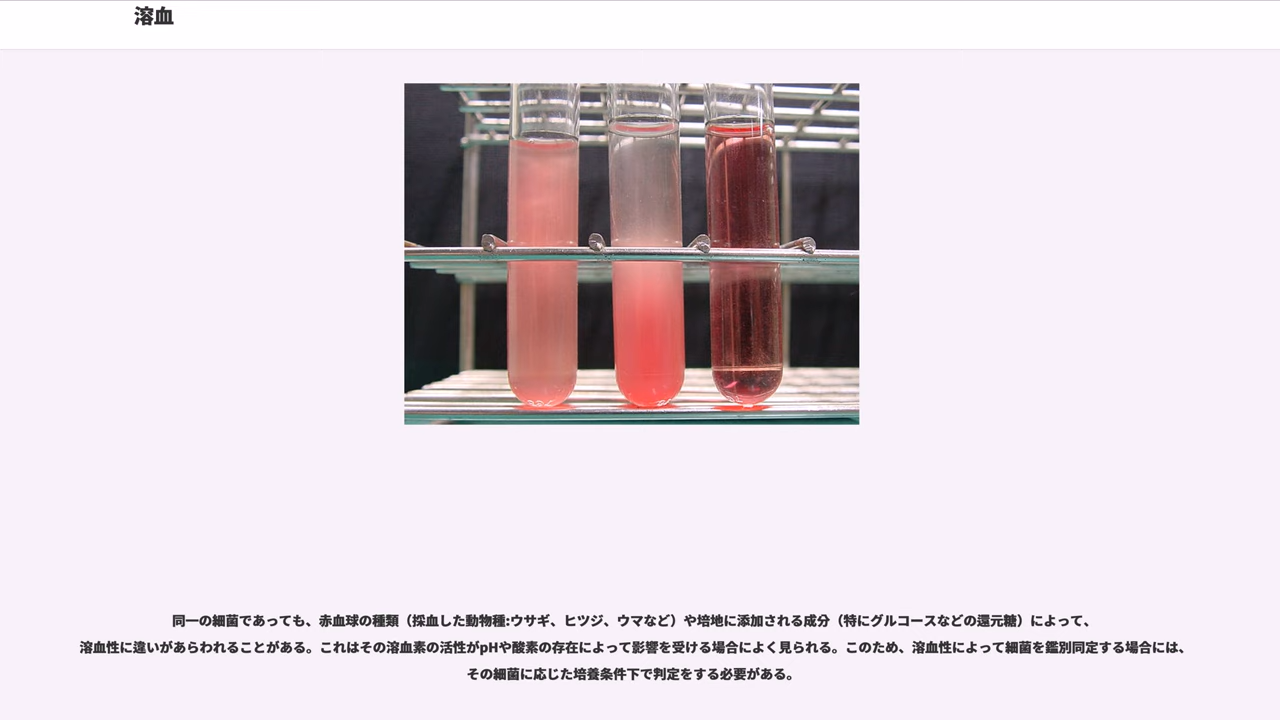 溶血
同一の細菌であっても、赤血球の種類（採血した動物種:ウサギ、ヒツジ、ウマなど）や培地に添加される成分（特にグルコースなどの還元糖）によって、
溶血性に違いがあらわれることがある。これはその溶血素の活性がpHや酸素の存在によって影響を受ける場合によく見られる。このため、溶血性によって細菌を鑑別同定する場合には、
その細菌に応じた培養条件下で判定をする必要がある。